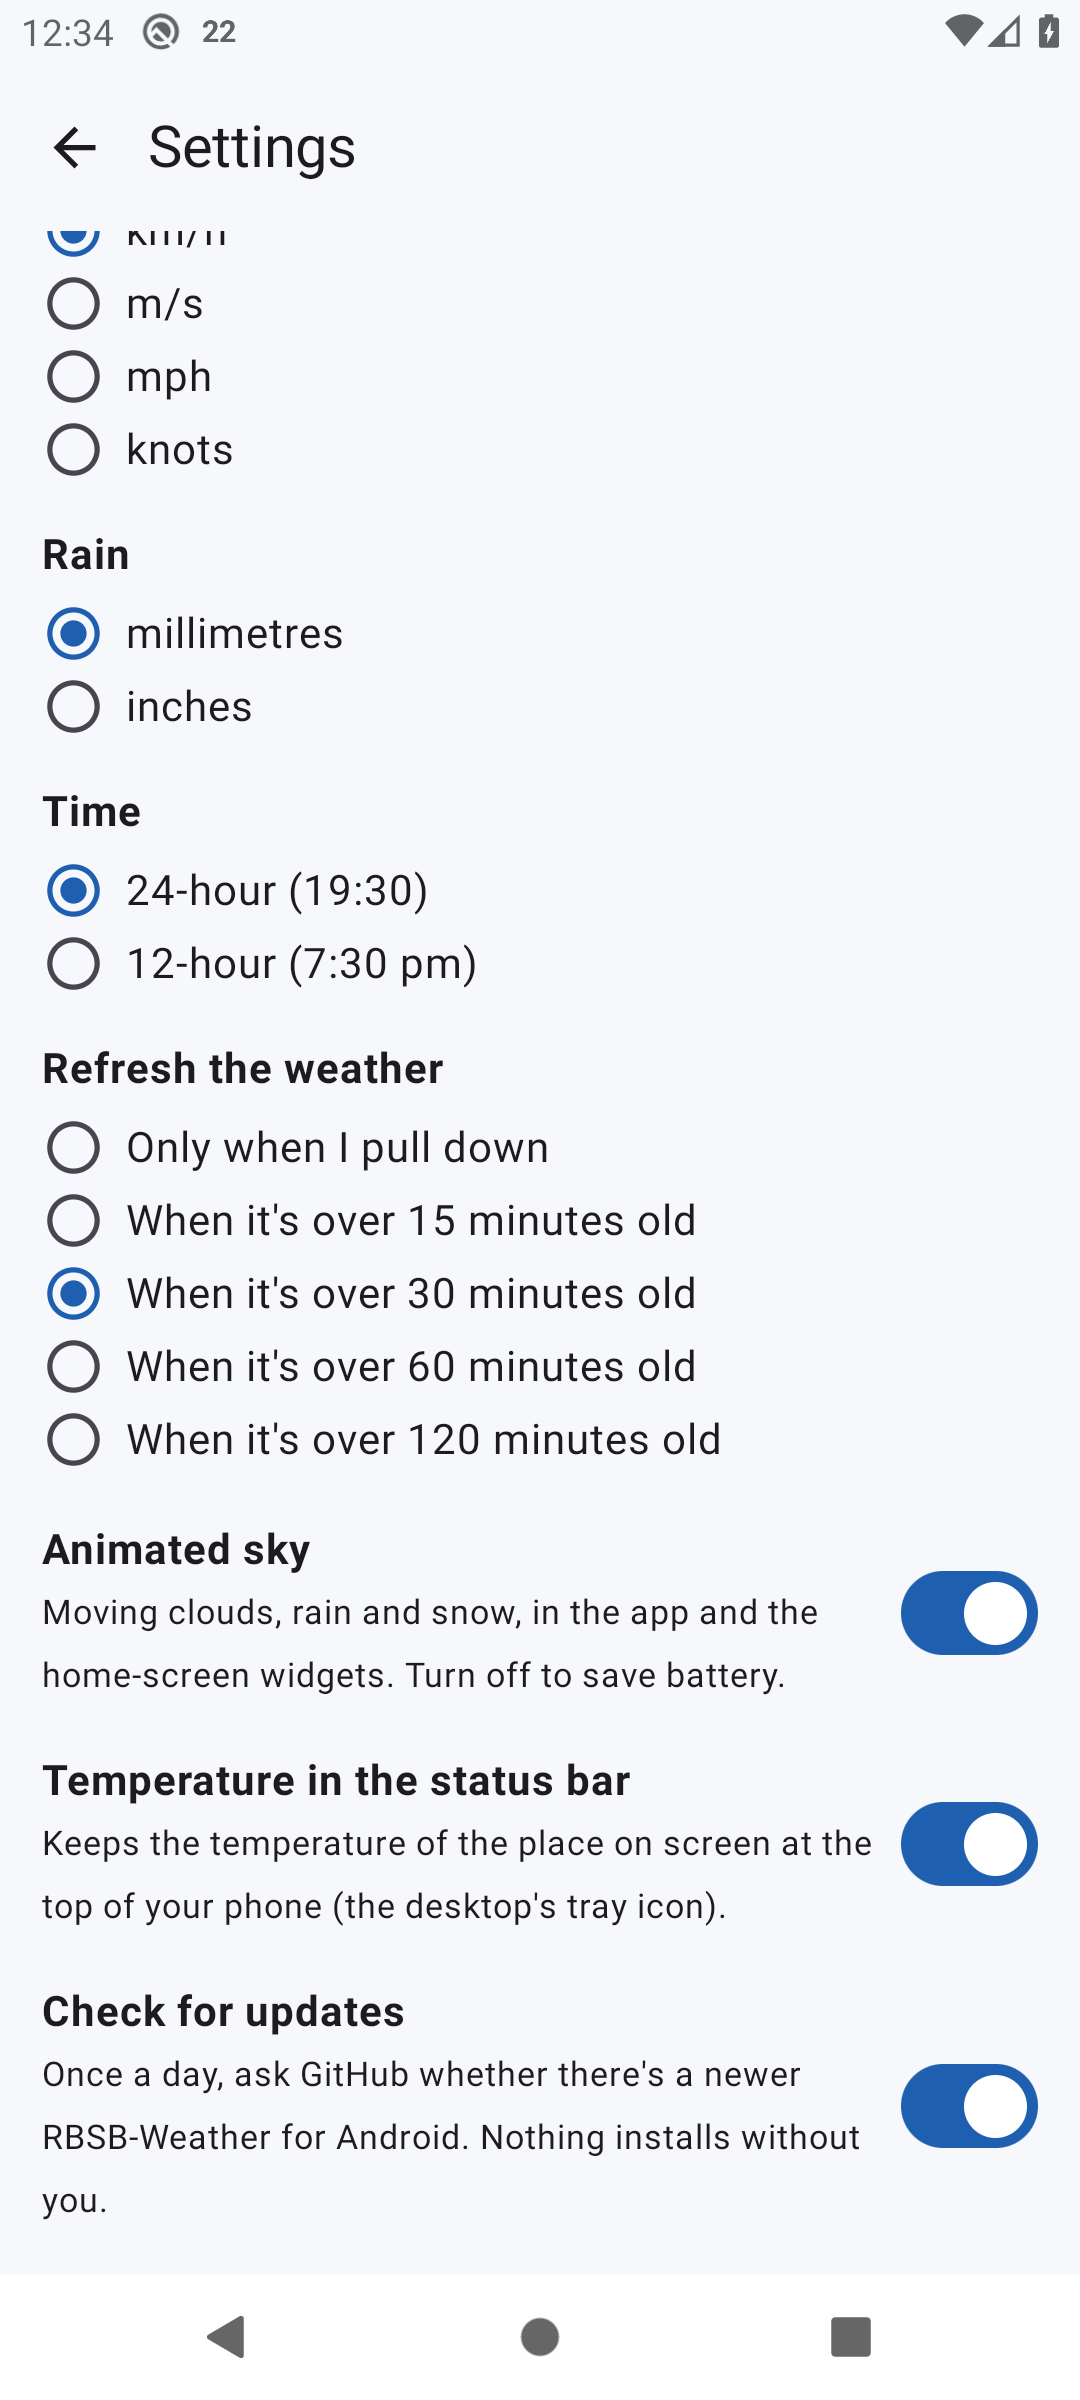 12:34 22
Settings
km/h
m/s
mph
knots
Rain
millimetres
inches
Time
24-hour (19:30)
12-hour (7:30 pm)
Refresh the weather
Only when I pull down
When it's over 15 minutes old
When it's over 30 minutes old
When it's over 60 minutes old
When it's over 120 minutes old
Animated sky
Moving clouds, rain and snow, in the app and the
home-screen widgets. Turn off to save battery.
Temperature in the status bar
Keeps the temperature of the place on screen at the
top of your phone (the desktop's tray icon).
Check for updates
Once a day, ask GitHub whether there's a newer
RBSB-Weather for Android. Nothing installs without
you.